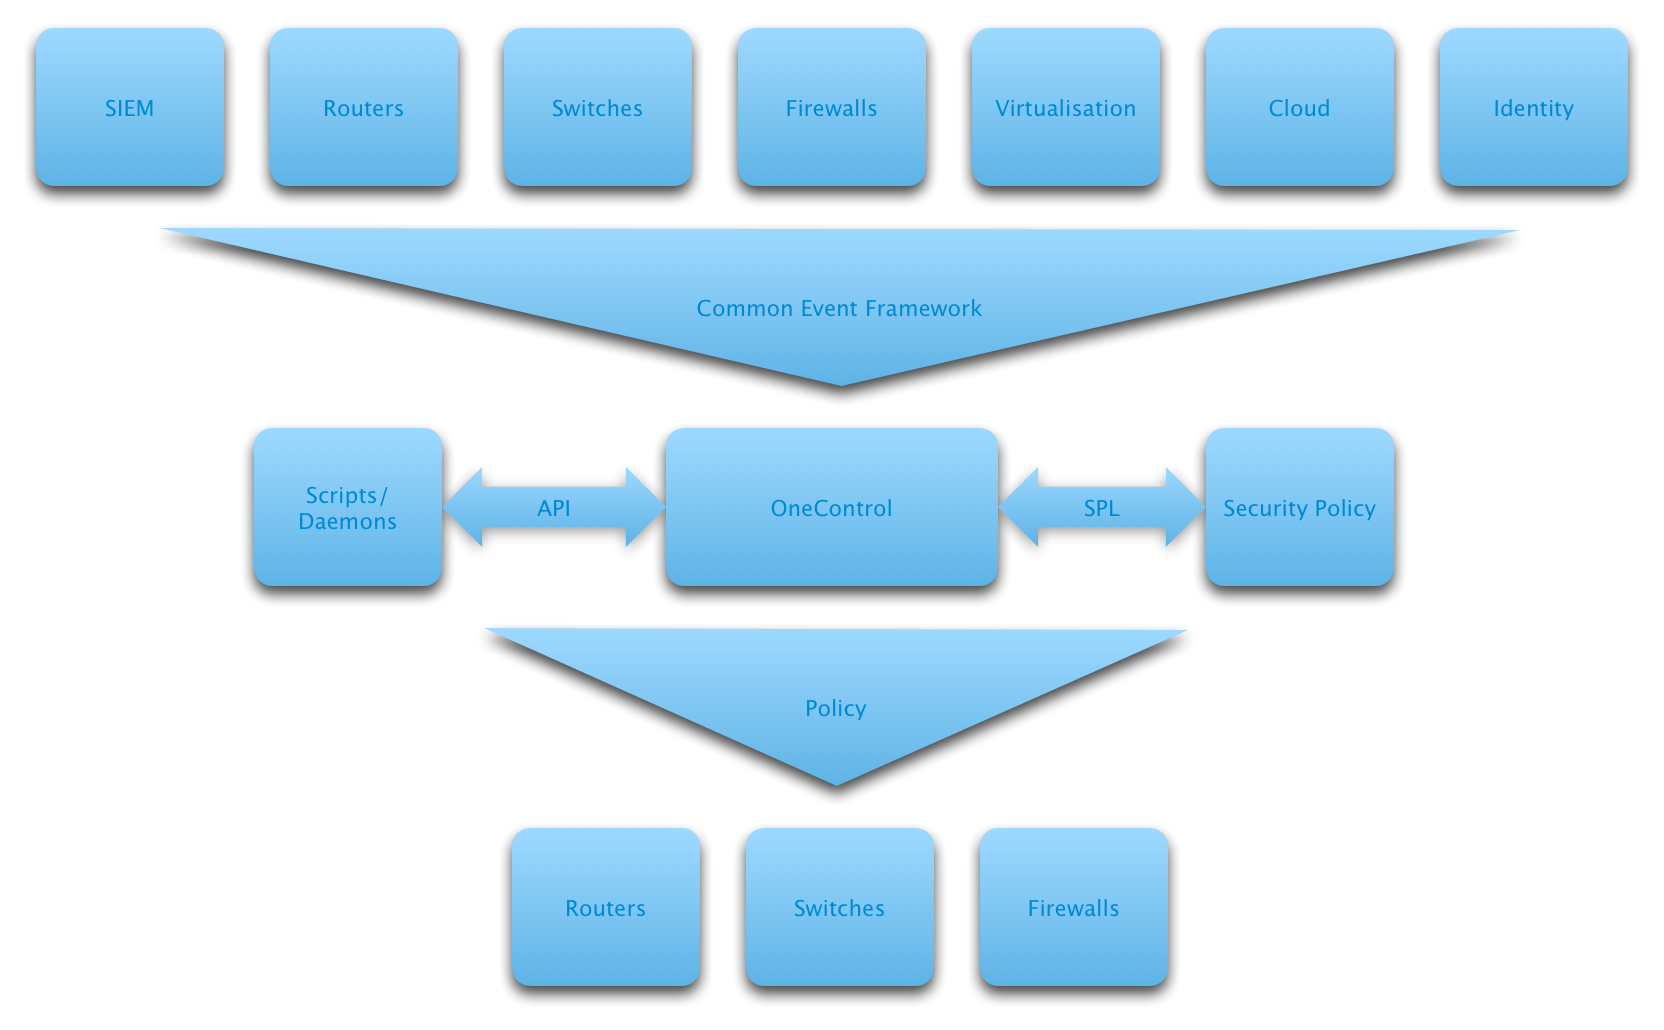 SIEM
Routers
Switches
Firewalls
Virtualisation
Cloud
Identity
Common Event Framework
Scripts/
Daemons
API
OneControl
SPL
Security Policy
Policy
Routers
Switches
Firewalls